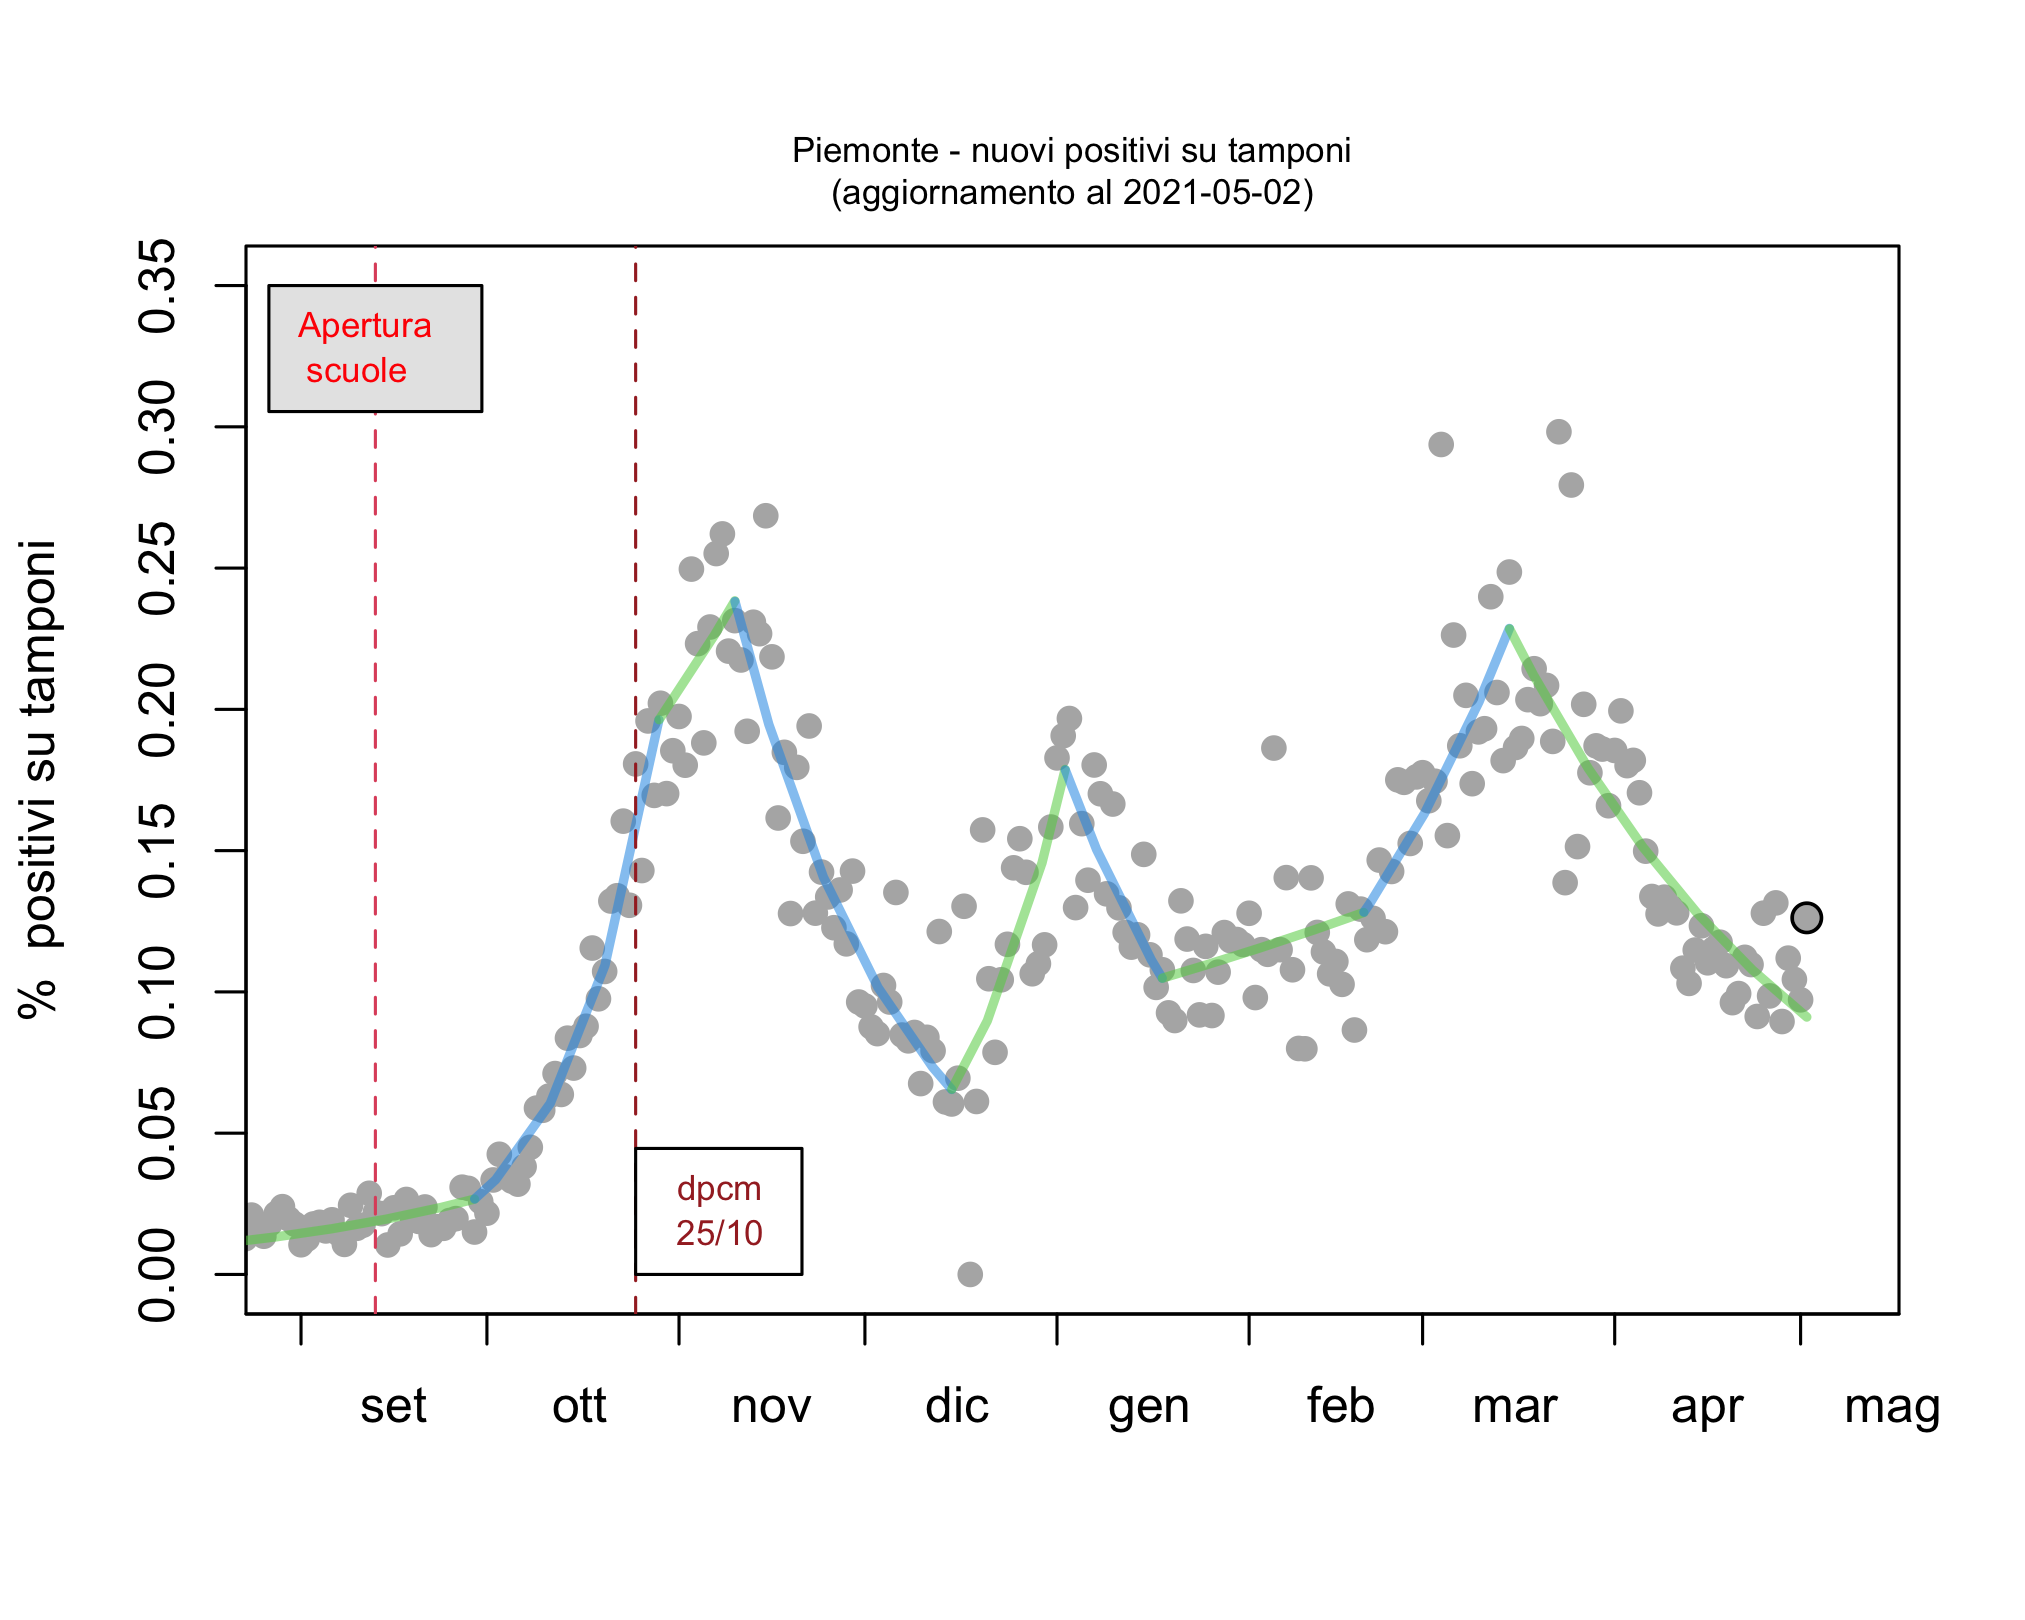 Piemonte - nuovi positivi su tamponi
(aggiornamento al 2021-05-02)
% positivi su tamponi
0.35
0.30
0.25
0.20
0.15
0.10
0.05
0.00
Apertura
scuole
dpcm
25/10
set ott nov dic gen feb mar apr mag